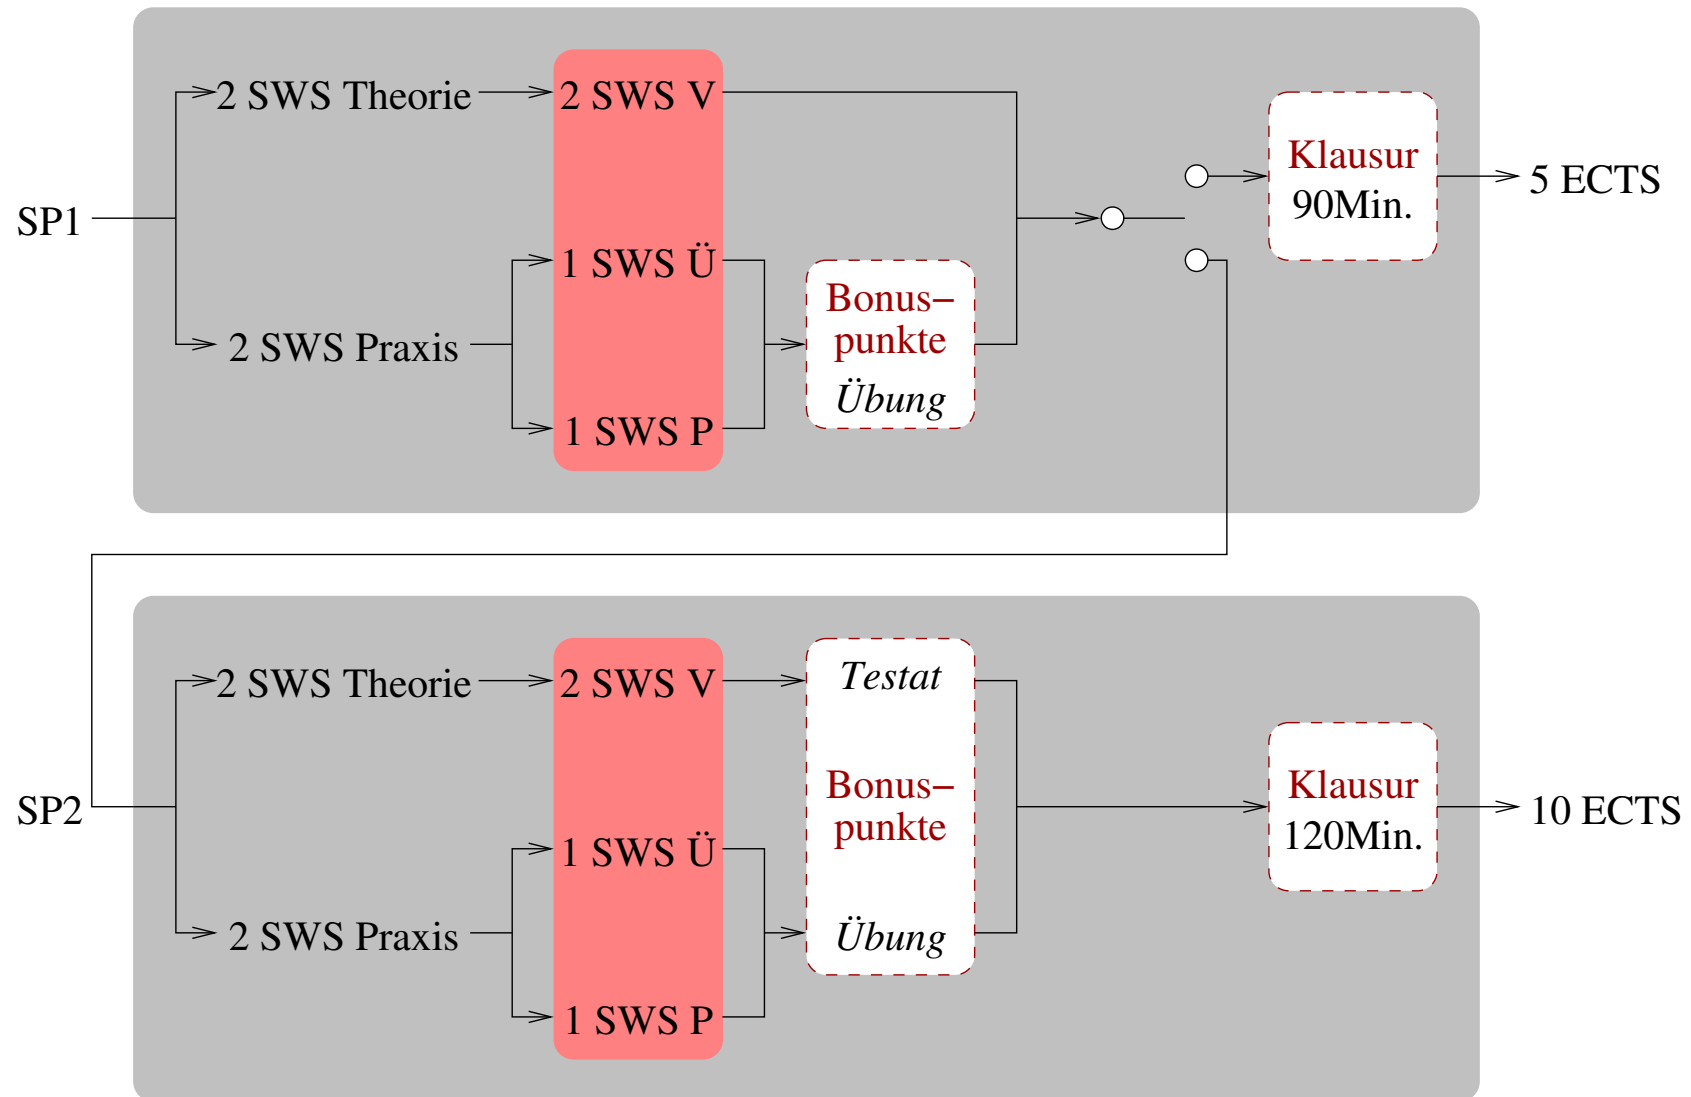 2 SWS Theorie
2 SWS V
Klausur
90Min.
5 ECTS
SP1
1 SWS Ü
Bonus–
punkte
Übung
2 SWS Praxis
1 SWS P
2 SWS Theorie
2 SWS V
Testat
Klausur
120Min.
10 ECTS
SP2
Bonus–
punkte
1 SWS Ü
2 SWS Praxis
Übung
1 SWS P